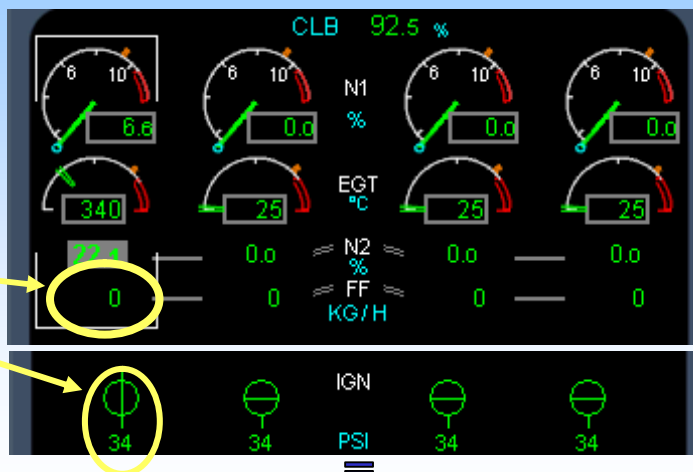 CLB 92.5 %
6 10 6 10 N1 6 10 6 10
6.6 0.0 % 0.0 0.0
EGT
°C
340 25 25 25
22.1 0.0 N2 0.0 0.0
%
0 0 FF 0 0
KG/H
IGN
34 34 PSI 34 34